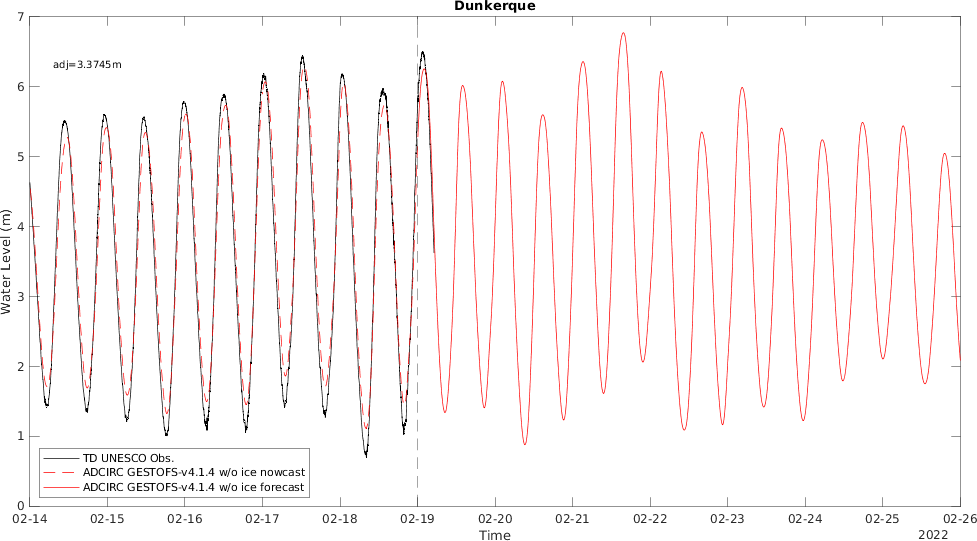 Dunkerque
7
6
5
4
3
2
1
0
Water Level (m)
adj=3.3745m
TD UNESCO Obs.
ADCIRC GESTOFS-v4.1.4 w/o ice nowcast
ADCIRC GESTOFS-v4.1.4 w/o ice forecast
02-14 02-15 02-16 02-17 02-18 02-19 02-20 02-21 02-22 02-23 02-24 02-25 02-26
Time
2022